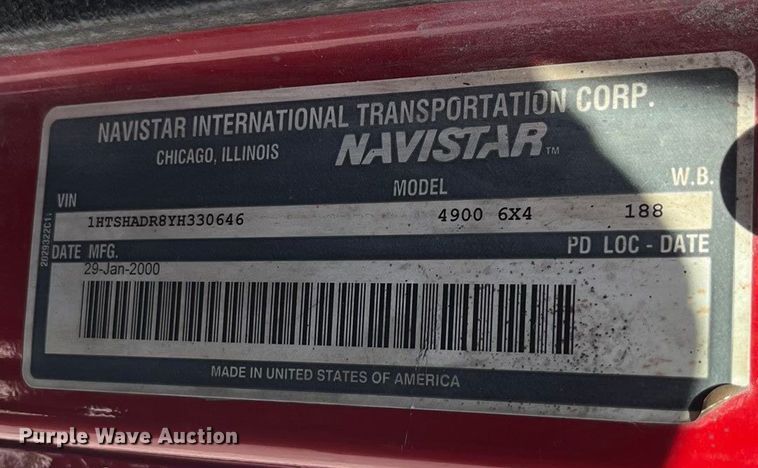 NAVISTAR INTERNATIONAL TRANSPORTATION CORP.
CHICAGO, ILLINOIS NAVISTAR TM
VIN MODEL W.B.
1HTSHADR8YH330646 4900 6X4 188
DATE MFG. PD LOC - DATE
29-Jan-2000
MADE IN UNITED STATES OF AMERICA
Purple Wave Auction